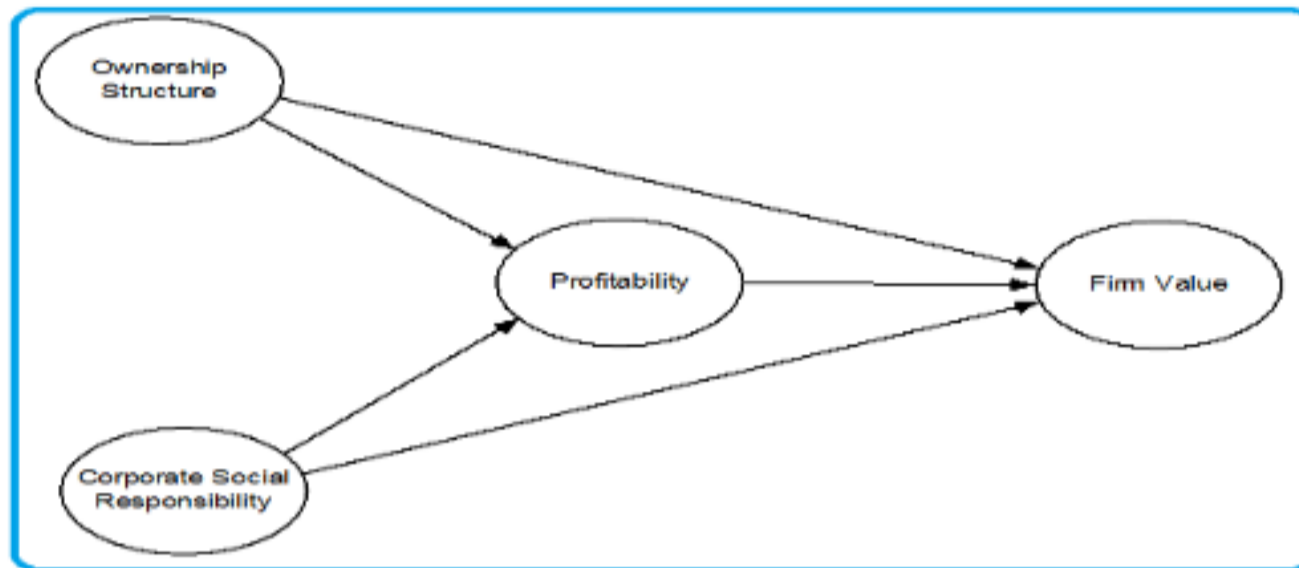 Ownership
Structure
Profitability
Firm Value
Corporate Social
Responsibility